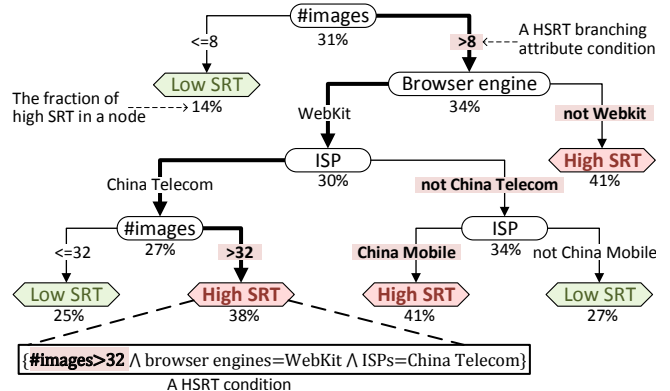 #images
31%
<=8
>8
A HSRT branching
attribute condition
Low SRT
14%
The fraction of
high SRT in a node
Browser engine
34%
WebKit
not Webkit
High SRT
41%
ISP
30%
China Telecom
not China Telecom
#images
27%
ISP
34%
<=32
>32
China Mobile
not China Mobile
Low SRT
25%
High SRT
38%
High SRT
41%
Low SRT
27%
{#images>32 ⋀ browser engines=WebKit ⋀ ISPs=China Telecom}
A HSRT condition